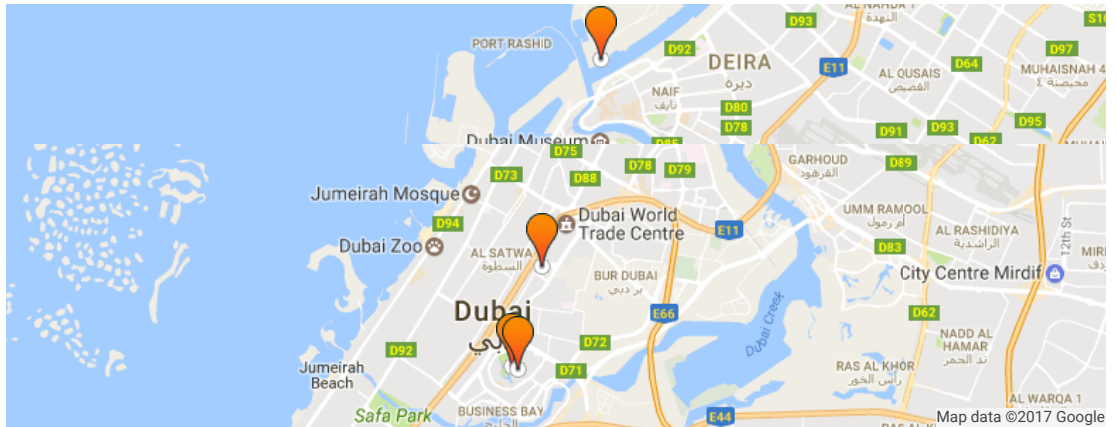 D93
AL NAHDA 1
النهدة
PORT RASHID
D92
DEIRA
ديرة
E11
D97
D64
AL QUSAIS
القصيص
MUHAISNAH 4
محيصنة ٤
NAIF
نايف
D80
D78
D91
D93
D95
D62
Dubai Museum
D85
D75
D73
D88
D78
D79
GARHOUD
القرهود
D89
Jumeirah Mosque
D94
Dubai World
Trade Centre
E11
UMM RAMOOL
أم رمول
AL RASHIDIYA
الراشدية
12th St
Dubai Zoo
AL SATWA
السطوة
BUR DUBAI
بر دبي
D83
City Centre Mirdif
Dubai
E66
Dubai Creek
D62
NADD AL
HAMAR
ند الحمر
D92
D72
D71
Jumeirah
Beach
RAS AL KHOR
رأس الخور
Safa Park
BUSINESS BAY
E44
AL WARQA 1
Map data ©2017 Google